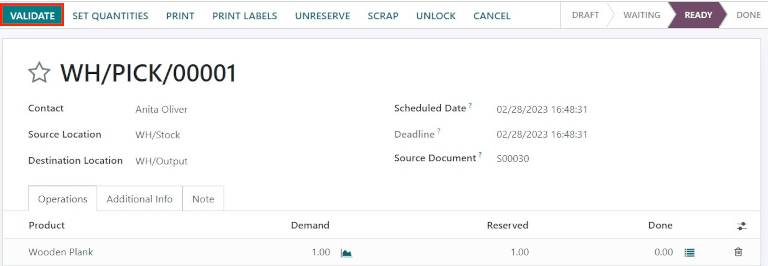 VALIDATE SET QUANTITIES PRINT PRINT LABELS UNRESERVE SCRAP UNLOCK CANCEL DRAFT WAITING READY DONE
WH/PICK/00001
Contact Anita Oliver Scheduled Date ? 02/28/2023 16:48:31
Source Location WH/Stock Deadline ? 02/28/2023 16:48:31
Destination Location WH/Output Source Document ? S00030
Operations Additional Info Note
Product Demand Reserved Done
Wooden Plank 1.00 1.00 0.00